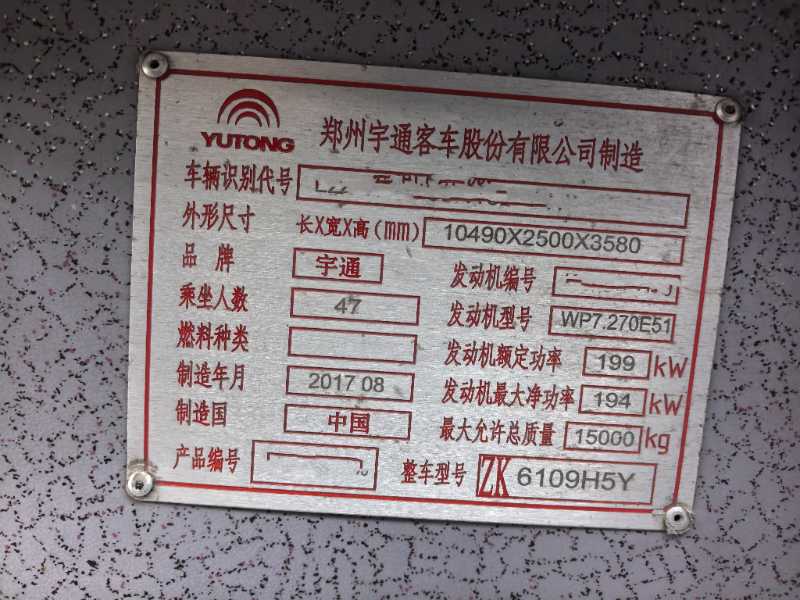 YUTONG 郑州宇通客车股份有限公司制造
车辆识别代号
外形尺寸 长X宽X高(mm) 10490X2500X3580
品牌 宇通 发动机编号
乘坐人数 47 发动机型号 WP7.270E51
燃料种类 发动机额定功率 199 kW
制造年月 2017 08 发动机最大净功率 194 kW
制造国 中国 最大允许总质量 15000 kg
产品编号 整车型号 ZK 6109H5Y